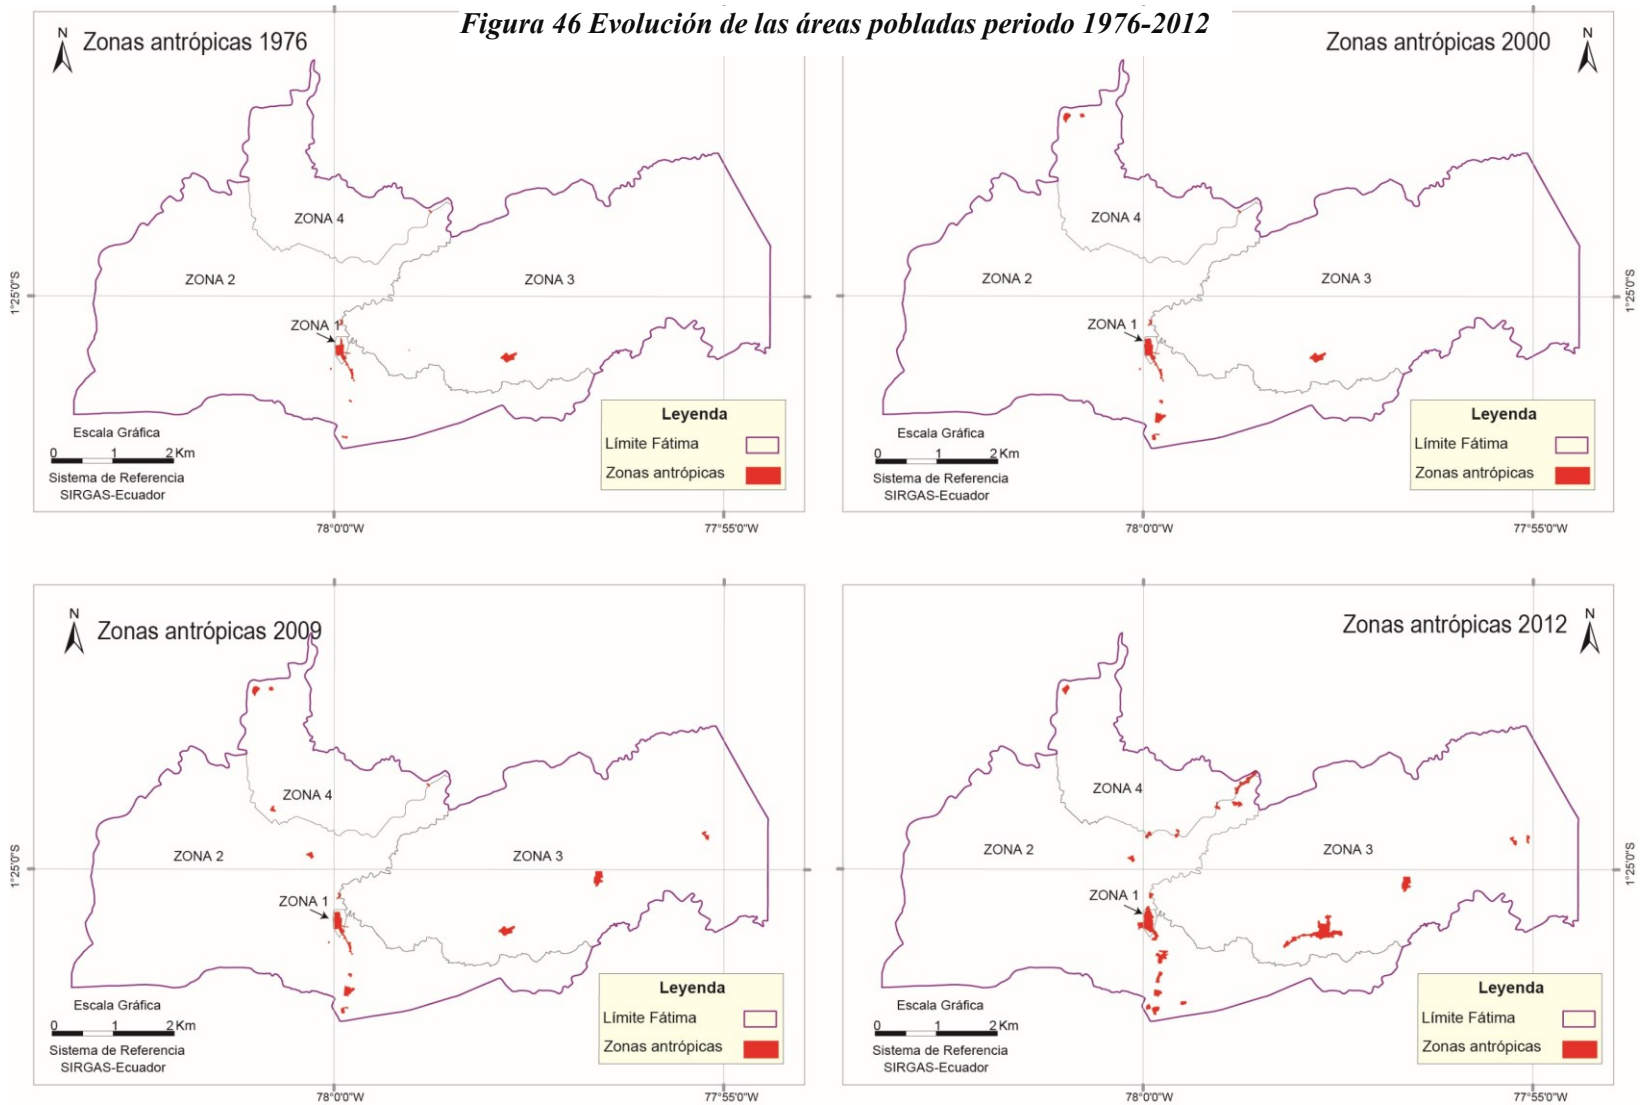 Figura 46 Evolución de las áreas pobladas periodo 1976-2012
N
Zonas antrópicas 1976
ZONA 4
ZONA 2
ZONA 3
ZONA 1
1°25'0"S
Escala Gráfica
0 1 2 Km
Sistema de Referencia
SIRGAS-Ecuador
Leyenda
Límite Fátima
Zonas antrópicas
78°0'0"W
77°55'0"W
Zonas antrópicas 2000
N
ZONA 4
ZONA 2
ZONA 3
ZONA 1
1°25'0"S
Escala Gráfica
0 1 2 Km
Sistema de Referencia
SIRGAS-Ecuador
Leyenda
Límite Fátima
Zonas antrópicas
78°0'0"W
77°55'0"W
N
Zonas antrópicas 2009
ZONA 4
ZONA 2
ZONA 3
ZONA 1
1°25'0"S
Escala Gráfica
0 1 2 Km
Sistema de Referencia
SIRGAS-Ecuador
Leyenda
Límite Fátima
Zonas antrópicas
78°0'0"W
77°55'0"W
Zonas antrópicas 2012
N
ZONA 4
ZONA 2
ZONA 3
ZONA 1
1°25'0"S
Escala Gráfica
0 1 2 Km
Sistema de Referencia
SIRGAS-Ecuador
Leyenda
Límite Fátima
Zonas antrópicas
78°0'0"W
77°55'0"W